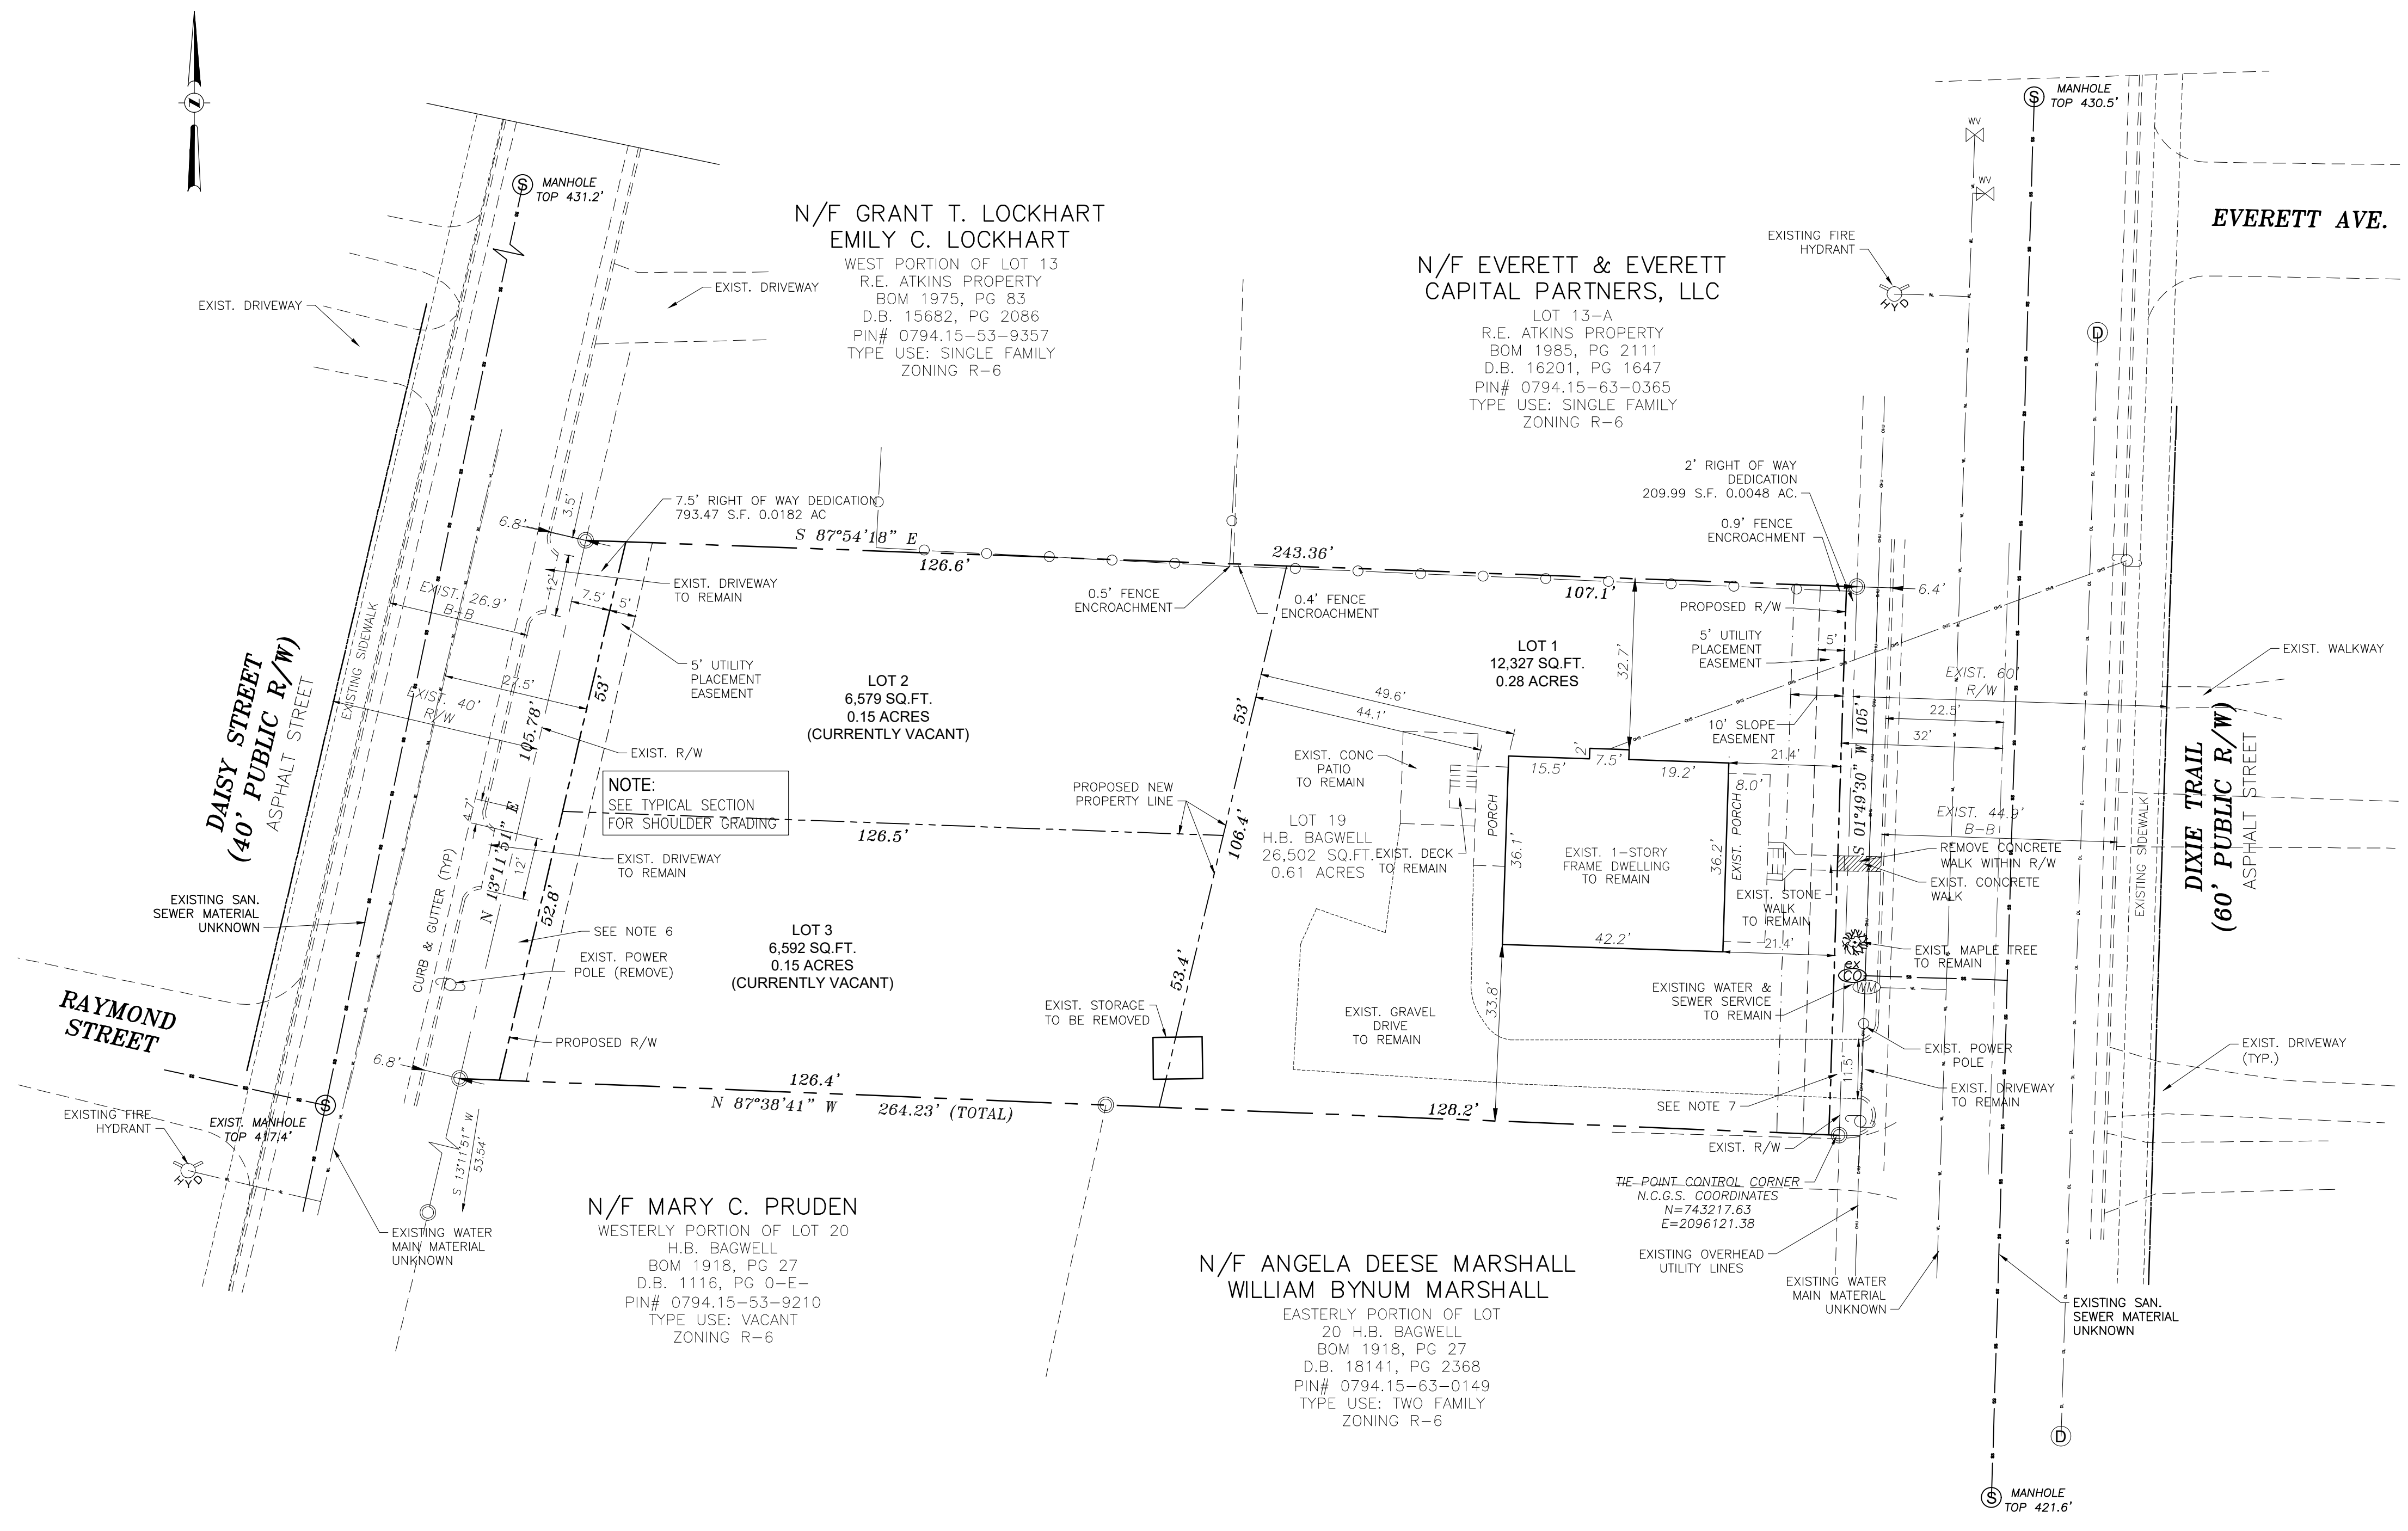 N
MANHOLE
TOP 430.5'
WV
WV
MANHOLE
TOP 431.2'
EVERETT AVE.
N/F GRANT T. LOCKHART
EMILY C. LOCKHART
WEST PORTION OF LOT 13
R.E. ATKINS PROPERTY
BOM 1975, PG 83
D.B. 15682, PG 2086
PIN# 0794.15-53-9357
TYPE USE: SINGLE FAMILY
ZONING R-6
N/F EVERETT & EVERETT
CAPITAL PARTNERS, LLC
LOT 13-A
R.E. ATKINS PROPERTY
BOM 1985, PG 2111
D.B. 16201, PG 1647
PIN# 0794.15-63-0365
TYPE USE: SINGLE FAMILY
ZONING R-6
EXISTING FIRE
HYDRANT
HYD
D
EXIST. DRIVEWAY
EXIST. DRIVEWAY
2' RIGHT OF WAY
DEDICATION
209.99 S.F. 0.0048 AC.
0.9' FENCE
ENCROACHMENT
7.5' RIGHT OF WAY DEDICATION
793.47 S.F. 0.0182 AC
3.5'
6.8'
S 87°54'18" E
243.36'
126.6'
107.1'
6.4'
0.5' FENCE
ENCROACHMENT
0.4' FENCE
ENCROACHMENT
EXIST. DRIVEWAY
TO REMAIN
12'
7.5'
5'
EXIST. 26.9'
B-B
EXISTING SIDEWALK
PROPOSED R/W
5' UTILITY
PLACEMENT
EASEMENT
5'
5' UTILITY
PLACEMENT
EASEMENT
LOT 1
12,327 SQ.FT.
0.28 ACRES
32.7'
LOT 2
6,579 SQ.FT.
0.15 ACRES
(CURRENTLY VACANT)
53'
53'
27.5'
EXIST. 40'
R/W
105.78'
EXIST. R/W
49.6'
44.1'
EXIST. WALKWAY
EXIST. 60'
R/W
22.5'
32'
10' SLOPE
EASEMENT
21.4'
S 01°49'30" W 105'
DAISY STREET
(40' PUBLIC R/W)
ASPHALT STREET
DIXIE TRAIL
(60' PUBLIC R/W)
ASPHALT STREET
NOTE:
SEE TYPICAL SECTION
FOR SHOULDER GRADING
EXIST. CONC
PATIO
TO REMAIN
2'
15.5'
7.5'
19.2'
8.0'
PORCH
EXIST. PORCH
36.1'
36.2'
EXIST. 1-STORY
FRAME DWELLING
TO REMAIN
42.2'
21.4'
PROPOSED NEW
PROPERTY LINE
126.5'
106.4'
LOT 19
H.B. BAGWELL
26,502 SQ.FT.
0.61 ACRES
EXIST. DECK
TO REMAIN
EXIST. 44.9'
B-B
REMOVE CONCRETE
WALK WITHIN R/W
EXIST. CONCRETE
WALK
EXIST. STONE
WALK
TO REMAIN
EXISTING SIDEWALK
4.7'
N 13°11'51" E
EXIST. DRIVEWAY
TO REMAIN
12'
52.8'
CURB & GUTTER (TYP)
EXISTING SAN.
SEWER MATERIAL
UNKNOWN
SEE NOTE 6
EXIST. POWER
POLE (REMOVE)
LOT 3
6,592 SQ.FT.
0.15 ACRES
(CURRENTLY VACANT)
53.4'
33.8'
EXIST. MAPLE TREE
TO REMAIN
ex
CO
WM
EXISTING WATER &
SEWER SERVICE
TO REMAIN
EXIST. STORAGE
TO BE REMOVED
EXIST. GRAVEL
DRIVE
TO REMAIN
RAYMOND
STREET
PROPOSED R/W
EXIST. POWER
POLE
11.5'
EXIST. DRIVEWAY
TO REMAIN
EXIST. DRIVEWAY
(TYP.)
6.8'
126.4'
N 87°38'41" W
264.23' (TOTAL)
128.2'
SEE NOTE 7
EXIST. R/W
EXISTING FIRE
HYDRANT
HYD
EXIST. MANHOLE
TOP 417.4'
S 13°11'51" W
53.54'
TIE POINT CONTROL CORNER
N.C.G.S. COORDINATES
N=743217.63
E=2096121.38
EXISTING WATER
MAIN MATERIAL
UNKNOWN
N/F MARY C. PRUDEN
WESTERLY PORTION OF LOT 20
H.B. BAGWELL
BOM 1918, PG 27
D.B. 1116, PG 0-E-
PIN# 0794.15-53-9210
TYPE USE: VACANT
ZONING R-6
N/F ANGELA DEESE MARSHALL
WILLIAM BYNUM MARSHALL
EASTERLY PORTION OF LOT
20 H.B. BAGWELL
BOM 1918, PG 27
D.B. 18141, PG 2368
PIN# 0794.15-63-0149
TYPE USE: TWO FAMILY
ZONING R-6
EXISTING OVERHEAD
UTILITY LINES
EXISTING WATER
MAIN MATERIAL
UNKNOWN
EXISTING SAN.
SEWER MATERIAL
UNKNOWN
D
MANHOLE
TOP 421.6'